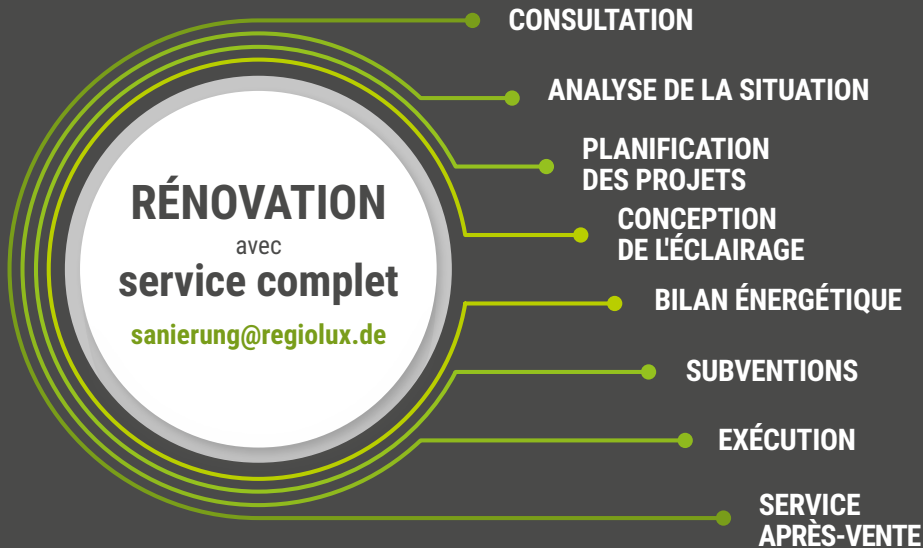 RÉNOVATION
avec
service complet
sanierung@regiolux.de
CONSULTATION
ANALYSE DE LA SITUATION
PLANIFICATION
DES PROJETS
CONCEPTION
DE L'ÉCLAIRAGE
BILAN ÉNERGÉTIQUE
SUBVENTIONS
EXÉCUTION
SERVICE
APRÈS-VENTE